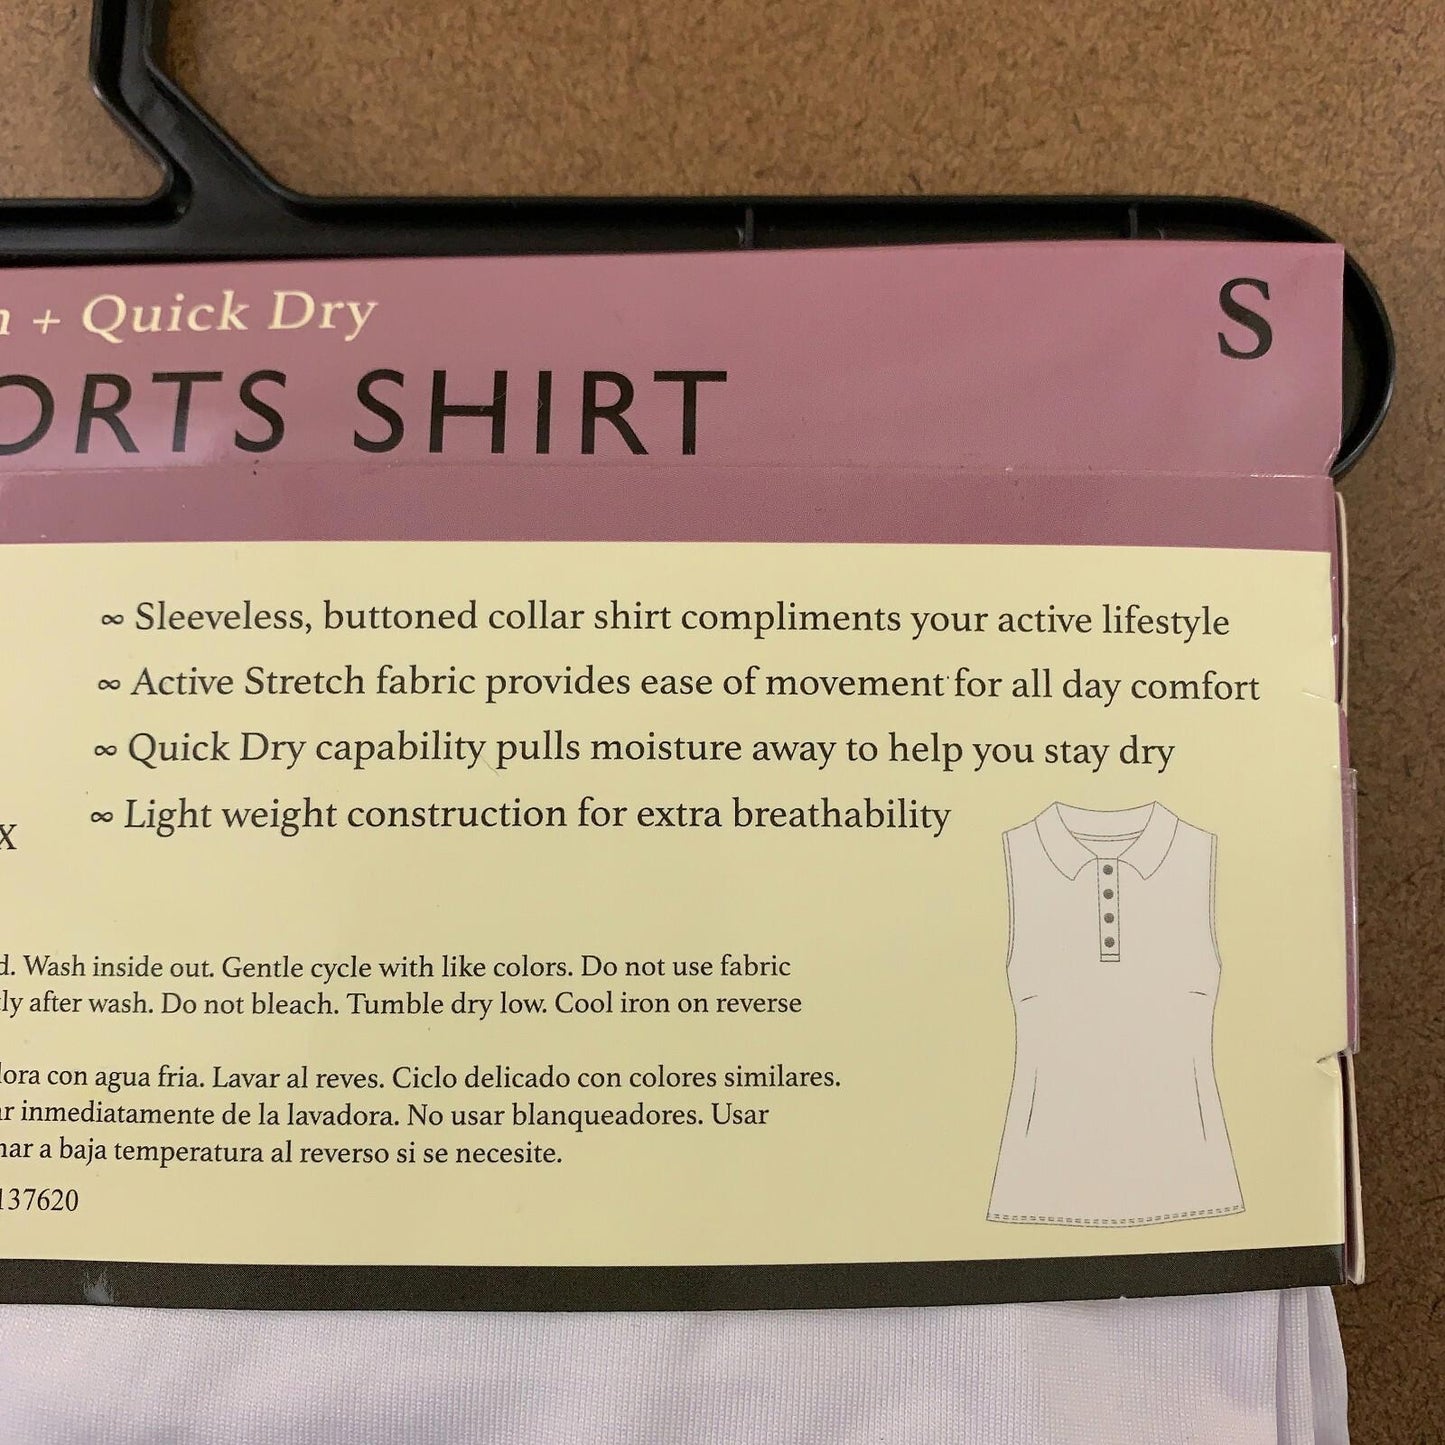 + Quick Dry
S
ORTS SHIRT
∞ Sleeveless, buttoned collar shirt compliments your active lifestyle
∞ Active Stretch fabric provides ease of movement for all day comfort
∞ Quick Dry capability pulls moisture away to help you stay dry
∞ Light weight construction for extra breathability
X
d. Wash inside out. Gentle cycle with like colors. Do not use fabric
ly after wash. Do not bleach. Tumble dry low. Cool iron on reverse
dora con agua fria. Lavar al reves. Ciclo delicado con colores similares.
ar inmediatamente de la lavadora. No usar blanqueadores. Usar
har a baja temperatura al reverso si se necesite.
137620